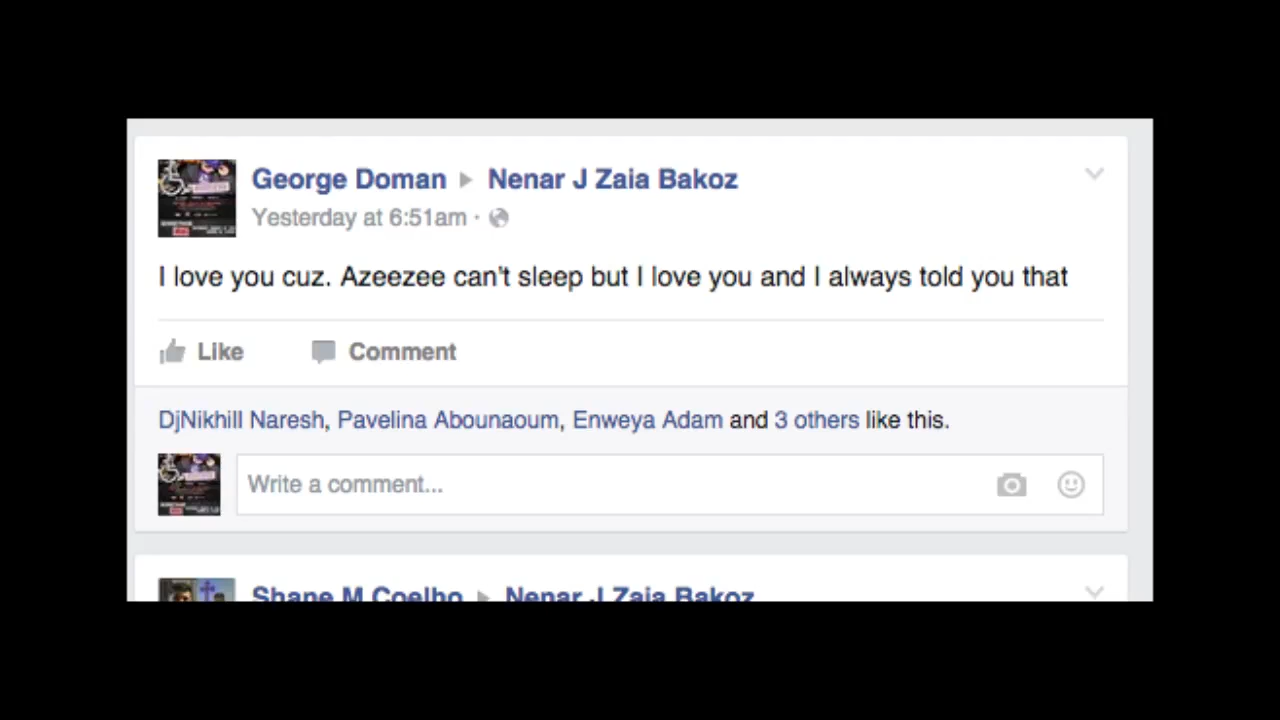 George Doman ▸ Nenar J Zaia Bakoz
Yesterday at 6:51am ·
I love you cuz. Azeezee can't sleep but I love you and I always told you that
Like Comment
DjNikhill Naresh, Pavelina Abounaoum, Enweya Adam and 3 others like this.
Write a comment...
Shane M Coelho ▸ Nenar J Zaia Bakoz